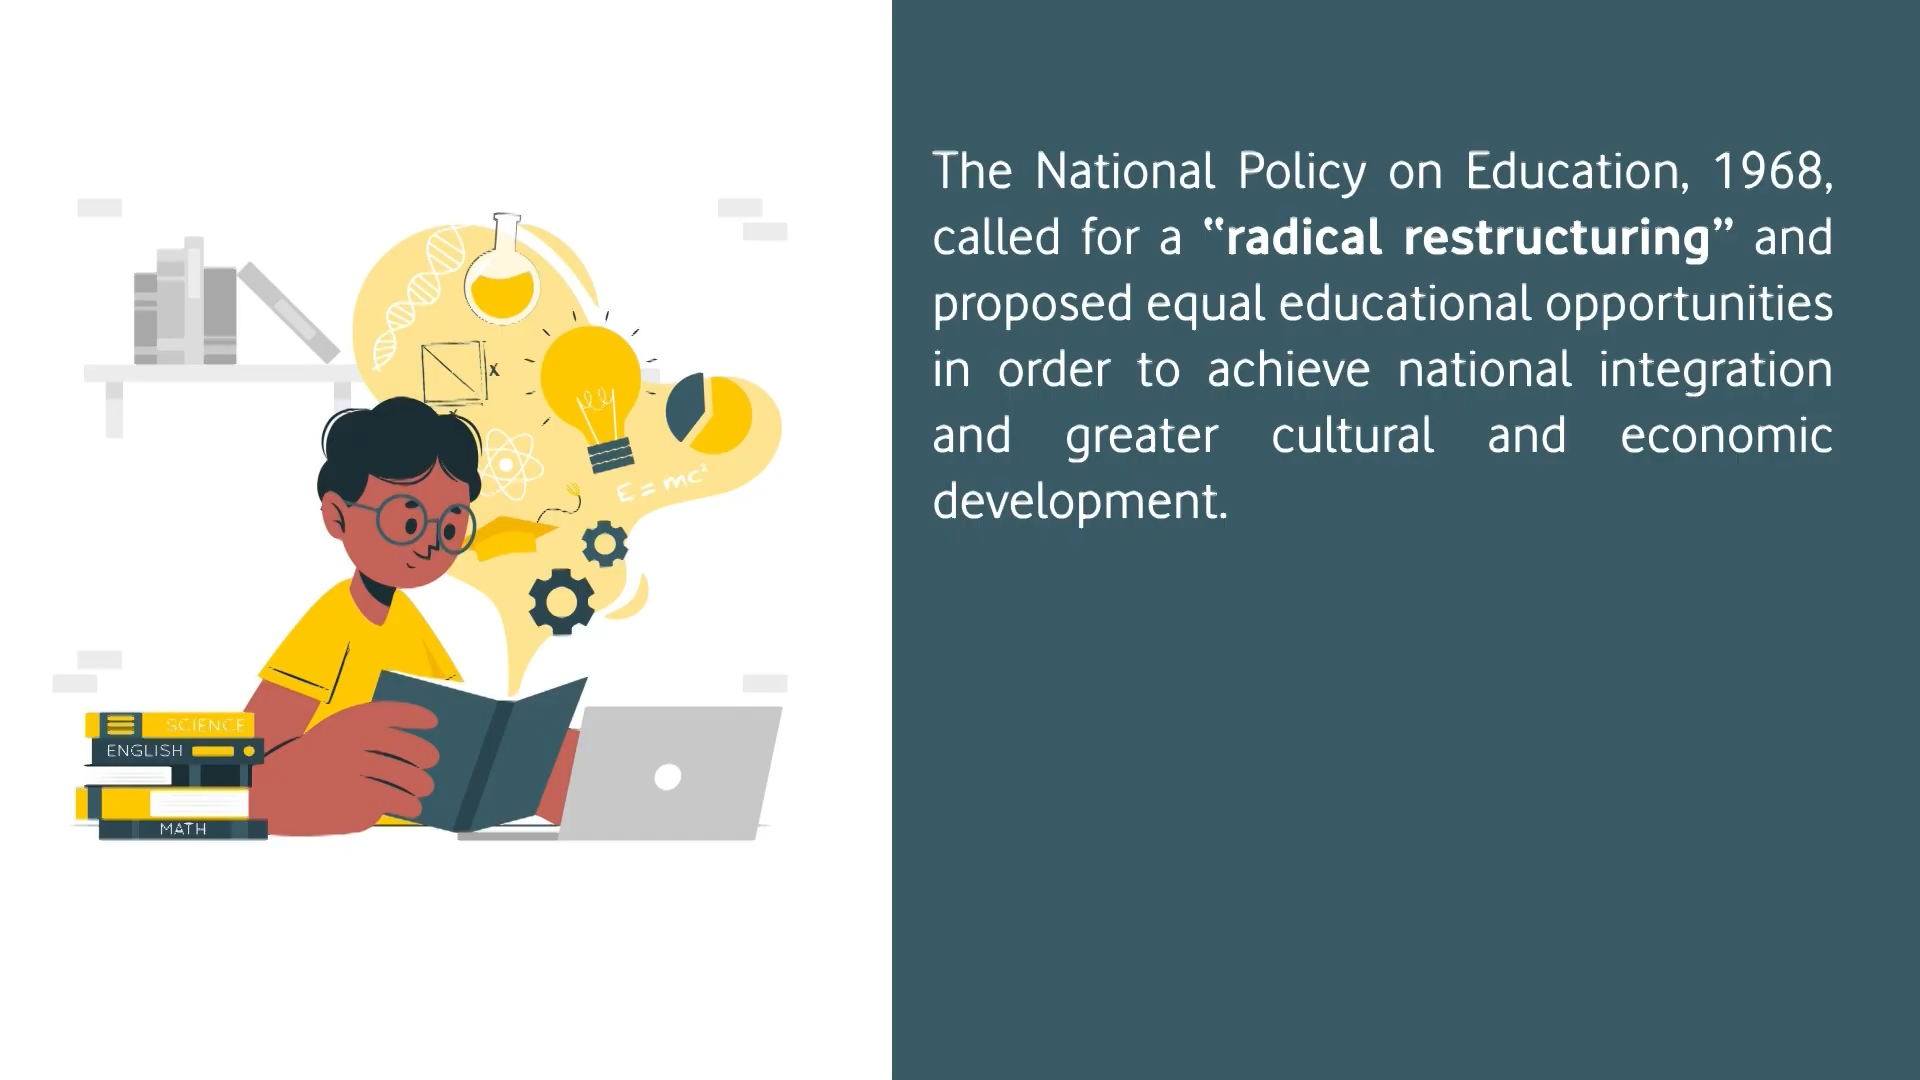 The National Policy on Education, 1968,
called for a “radical restructuring” and
proposed equal educational opportunities
in order to achieve national integration
and greater cultural and economic
development.
x
x
E = mc²
SCIENCE
ENGLISH
MATH